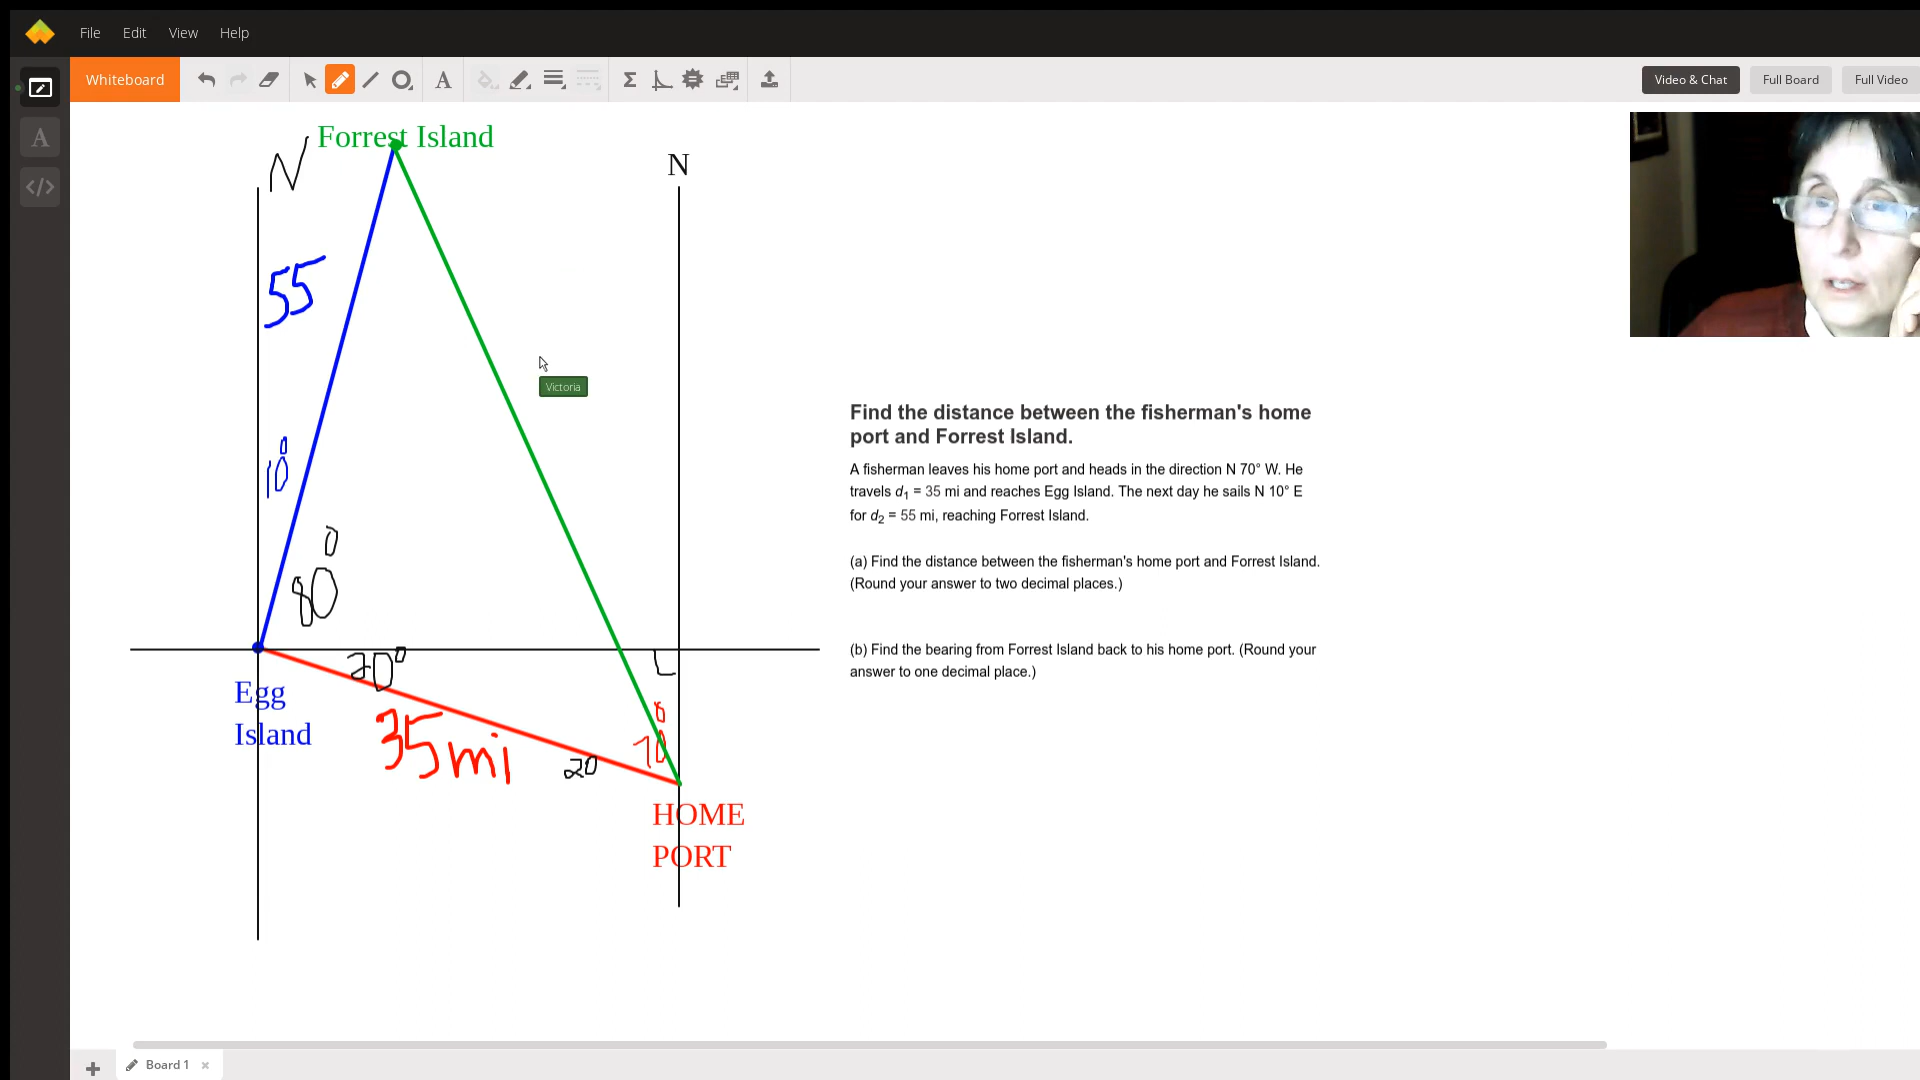 File Edit View Help
Whiteboard
A
Σ
Video & Chat Full Board Full Video
A
</>
N Forrest Island
N
55
Victoria
10°
80°
20°
Egg
Island
35 mi
70°
20
HOME
PORT
Find the distance between the fisherman's home
port and Forrest Island.
A fisherman leaves his home port and heads in the direction N 70° W. He
travels d₁ = 35 mi and reaches Egg Island. The next day he sails N 10° E
for d₂ = 55 mi, reaching Forrest Island.
(a) Find the distance between the fisherman's home port and Forrest Island.
(Round your answer to two decimal places.)
(b) Find the bearing from Forrest Island back to his home port. (Round your
answer to one decimal place.)
Board 1